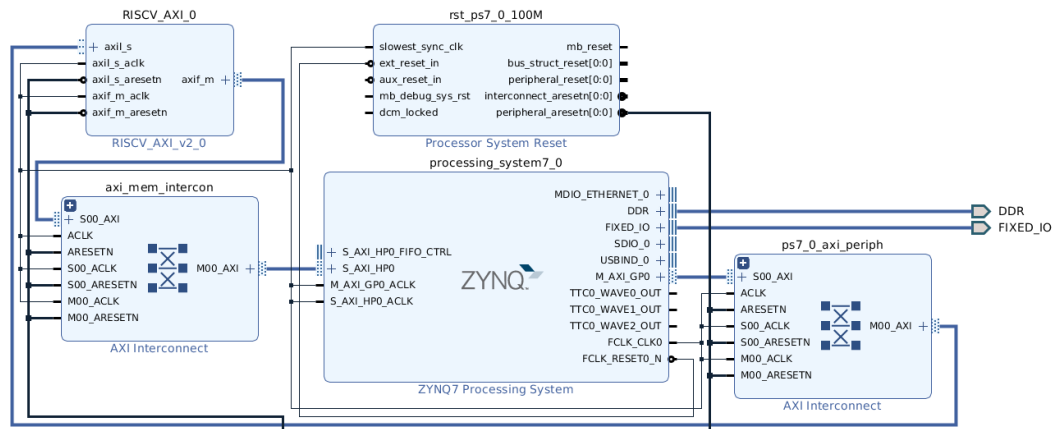 RISCV_AXI_0
axil_s
axil_s_aclk
axil_s_aresetn
axif_m_aclk
axif_m_aresetn
axif_m
RISCV_AXI_v2_0
rst_ps7_0_100M
slowest_sync_clk
ext_reset_in
aux_reset_in
mb_debug_sys_rst
dcm_locked
mb_reset
bus_struct_reset[0:0]
peripheral_reset[0:0]
interconnect_aresetn[0:0]
peripheral_aresetn[0:0]
Processor System Reset
axi_mem_intercon
S00_AXI
ACLK
ARESETN
S00_ACLK
S00_ARESETN
M00_ACLK
M00_ARESETN
M00_AXI
AXI Interconnect
processing_system7_0
S_AXI_HP0_FIFO_CTRL
S_AXI_HP0
M_AXI_GP0_ACLK
S_AXI_HP0_ACLK
ZYNQ
MDIO_ETHERNET_0
DDR
FIXED_IO
SDIO_0
USBIND_0
M_AXI_GP0
TTC0_WAVE0_OUT
TTC0_WAVE1_OUT
TTC0_WAVE2_OUT
FCLK_CLK0
FCLK_RESET0_N
ZYNQ7 Processing System
DDR
FIXED_IO
ps7_0_axi_periph
S00_AXI
ACLK
ARESETN
S00_ACLK
S00_ARESETN
M00_ACLK
M00_ARESETN
M00_AXI
AXI Interconnect